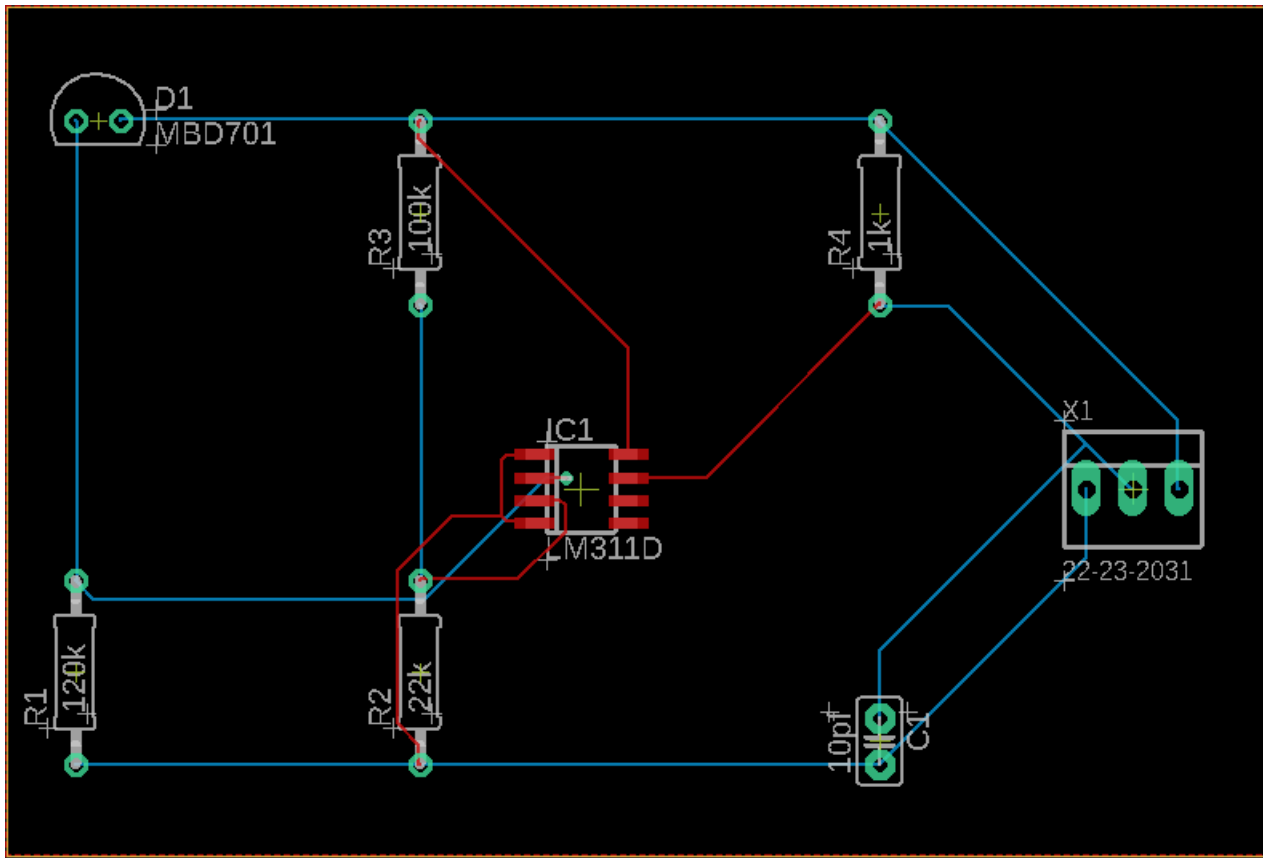 D1
MBD701
R3
100k
R4
1k
X1
IC1
LM311D
22-23-2031
R1
120k
R2
22k
10pf
C1